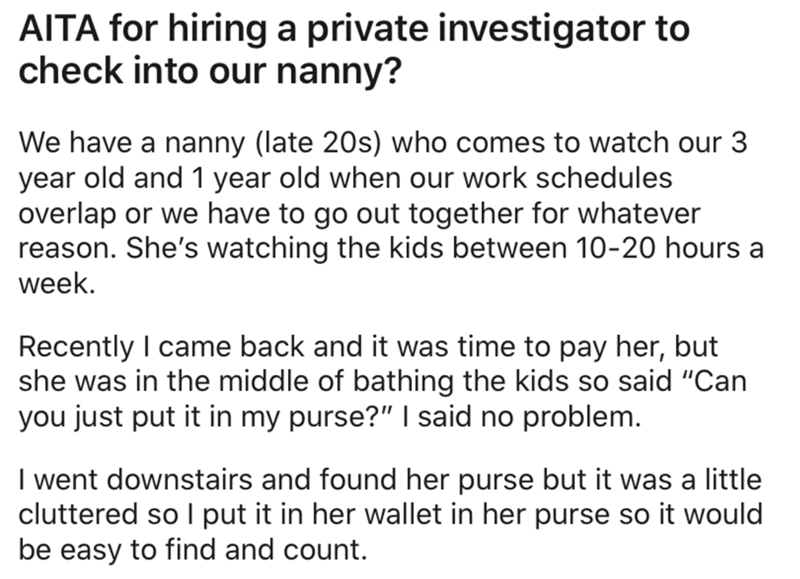 AITA for hiring a private investigator to
check into our nanny?
We have a nanny (late 20s) who comes to watch our 3
year old and 1 year old when our work schedules
overlap or we have to go out together for whatever
reason. She’s watching the kids between 10-20 hours a
week.
Recently I came back and it was time to pay her, but
she was in the middle of bathing the kids so said “Can
you just put it in my purse?” I said no problem.
I went downstairs and found her purse but it was a little
cluttered so I put it in her wallet in her purse so it would
be easy to find and count.